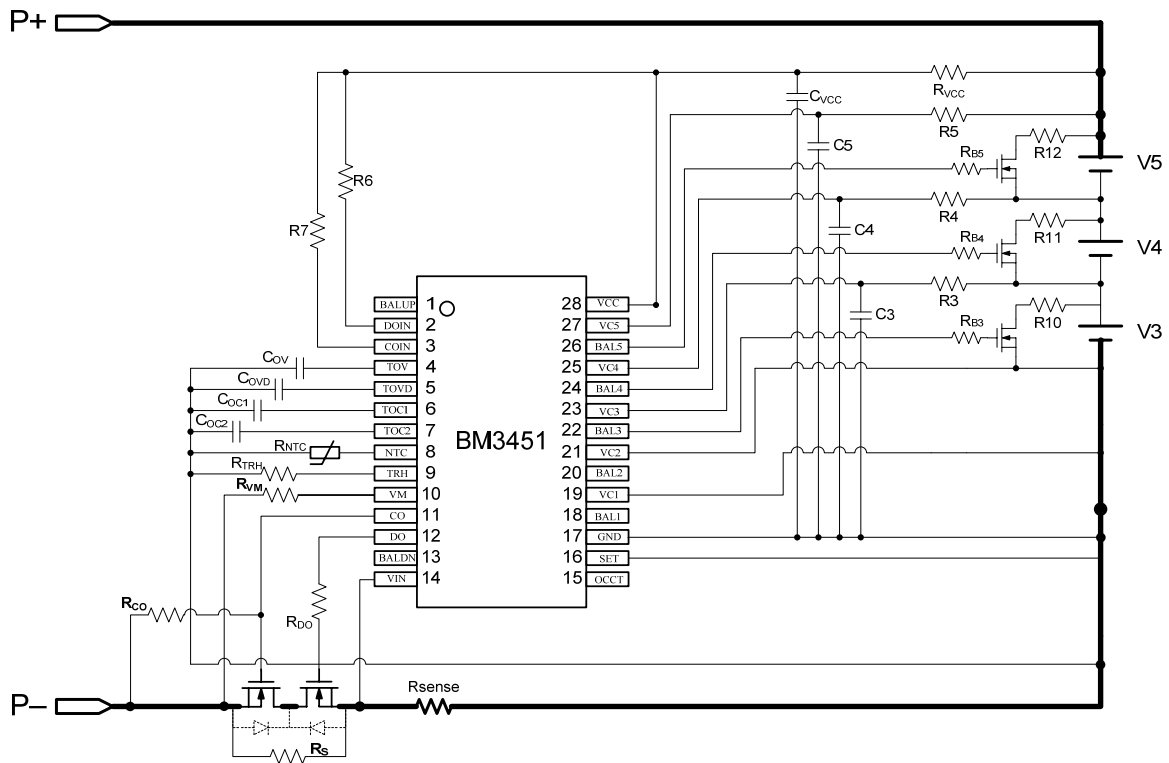 P+
RVCC
CVCC
R5
C5
R12
RB5
V5
R6
R4
C4
R11
RB4
V4
R7
R3
C3
R10
RB3
V3
BALUP 1 28 VCC
DOIN 2 27 VC5
COIN 3 26 BAL5
COV TOV 4 25 VC4
COVD TOVD 5 24 BAL4
COC1 TOC1 6 23 VC3
COC2 TOC2 7 22 BAL3
BM3451
RNTC NTC 8 21 VC2
RTRH TRH 9 20 BAL2
RVM VM 10 19 VC1
CO 11 18 BAL1
DO 12 17 GND
BALDN 13 16 SET
VIN 14 15 OCCT
RCO
RDO
Rsense
P–
RS